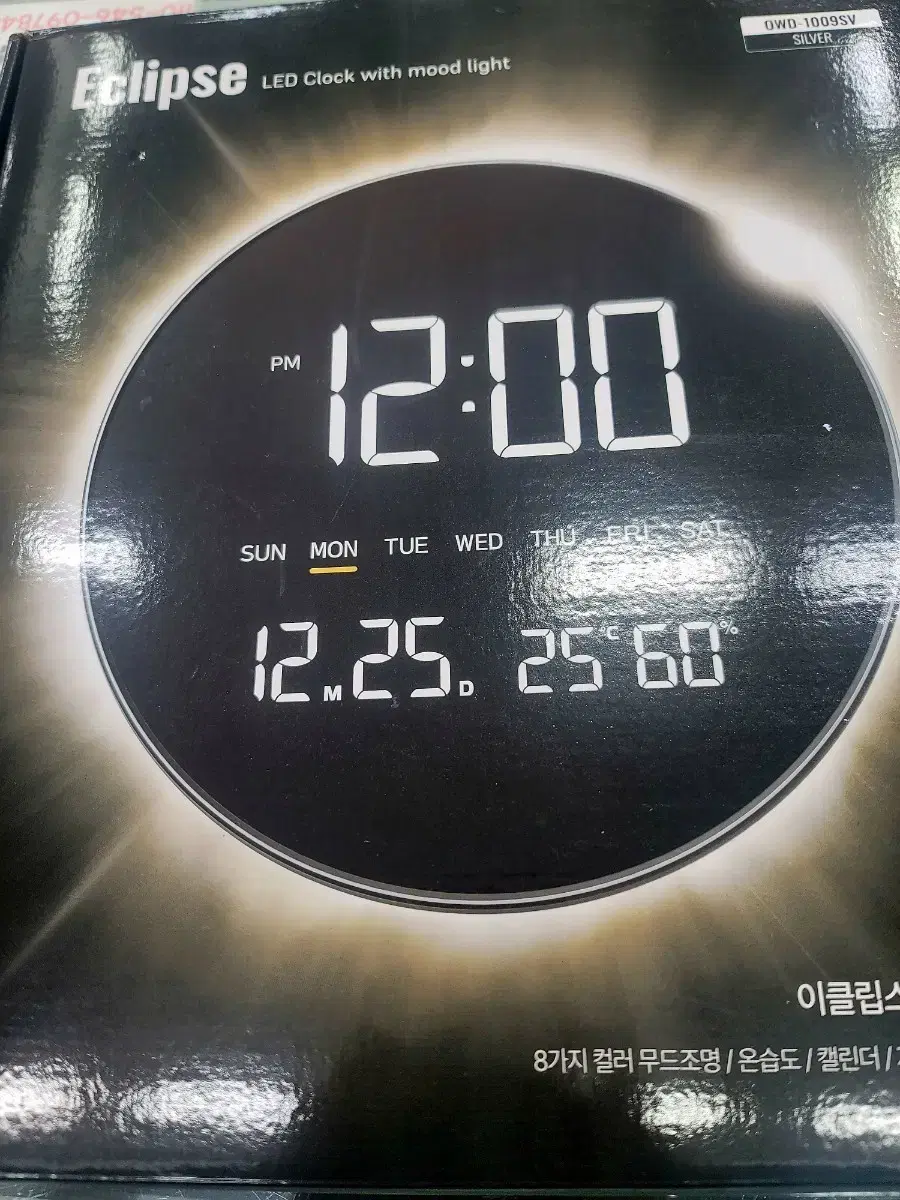 OWD-1009SV
SILVER
Eclipse LED Clock with mood light
PM 12:00
SUN MON TUE WED THU FRI SAT
12M 25D 25°C 60%
이클립스
8가지 컬러 무드조명 / 온습도 / 캘린더 /